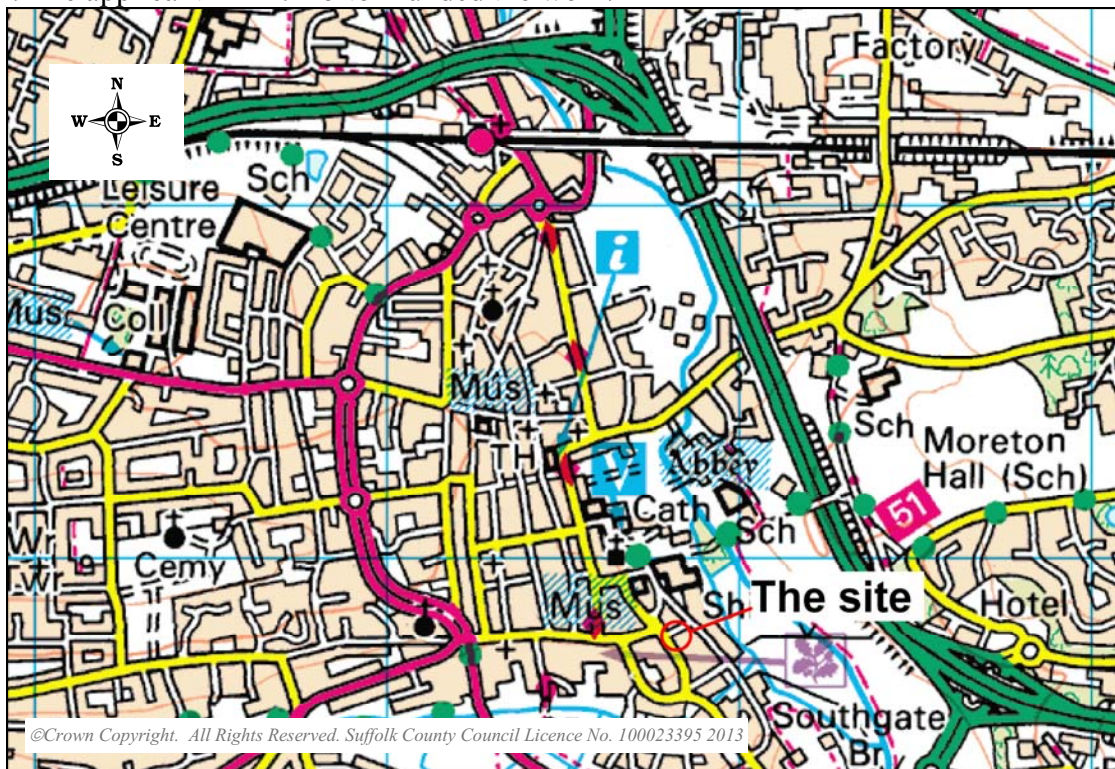 Factory
N
W E
S
Leisure
Centre
Sch
i
Mus
Coll
Mus
TH
V
Abbey
Sch
Moreton
Hall (Sch)
51
Cath
Sch
Wr
Twr
Cemy
Mus
Sh
The site
Hotel
Southgate
Br
©Crown Copyright. All Rights Reserved. Suffolk County Council Licence No. 100023395 2013